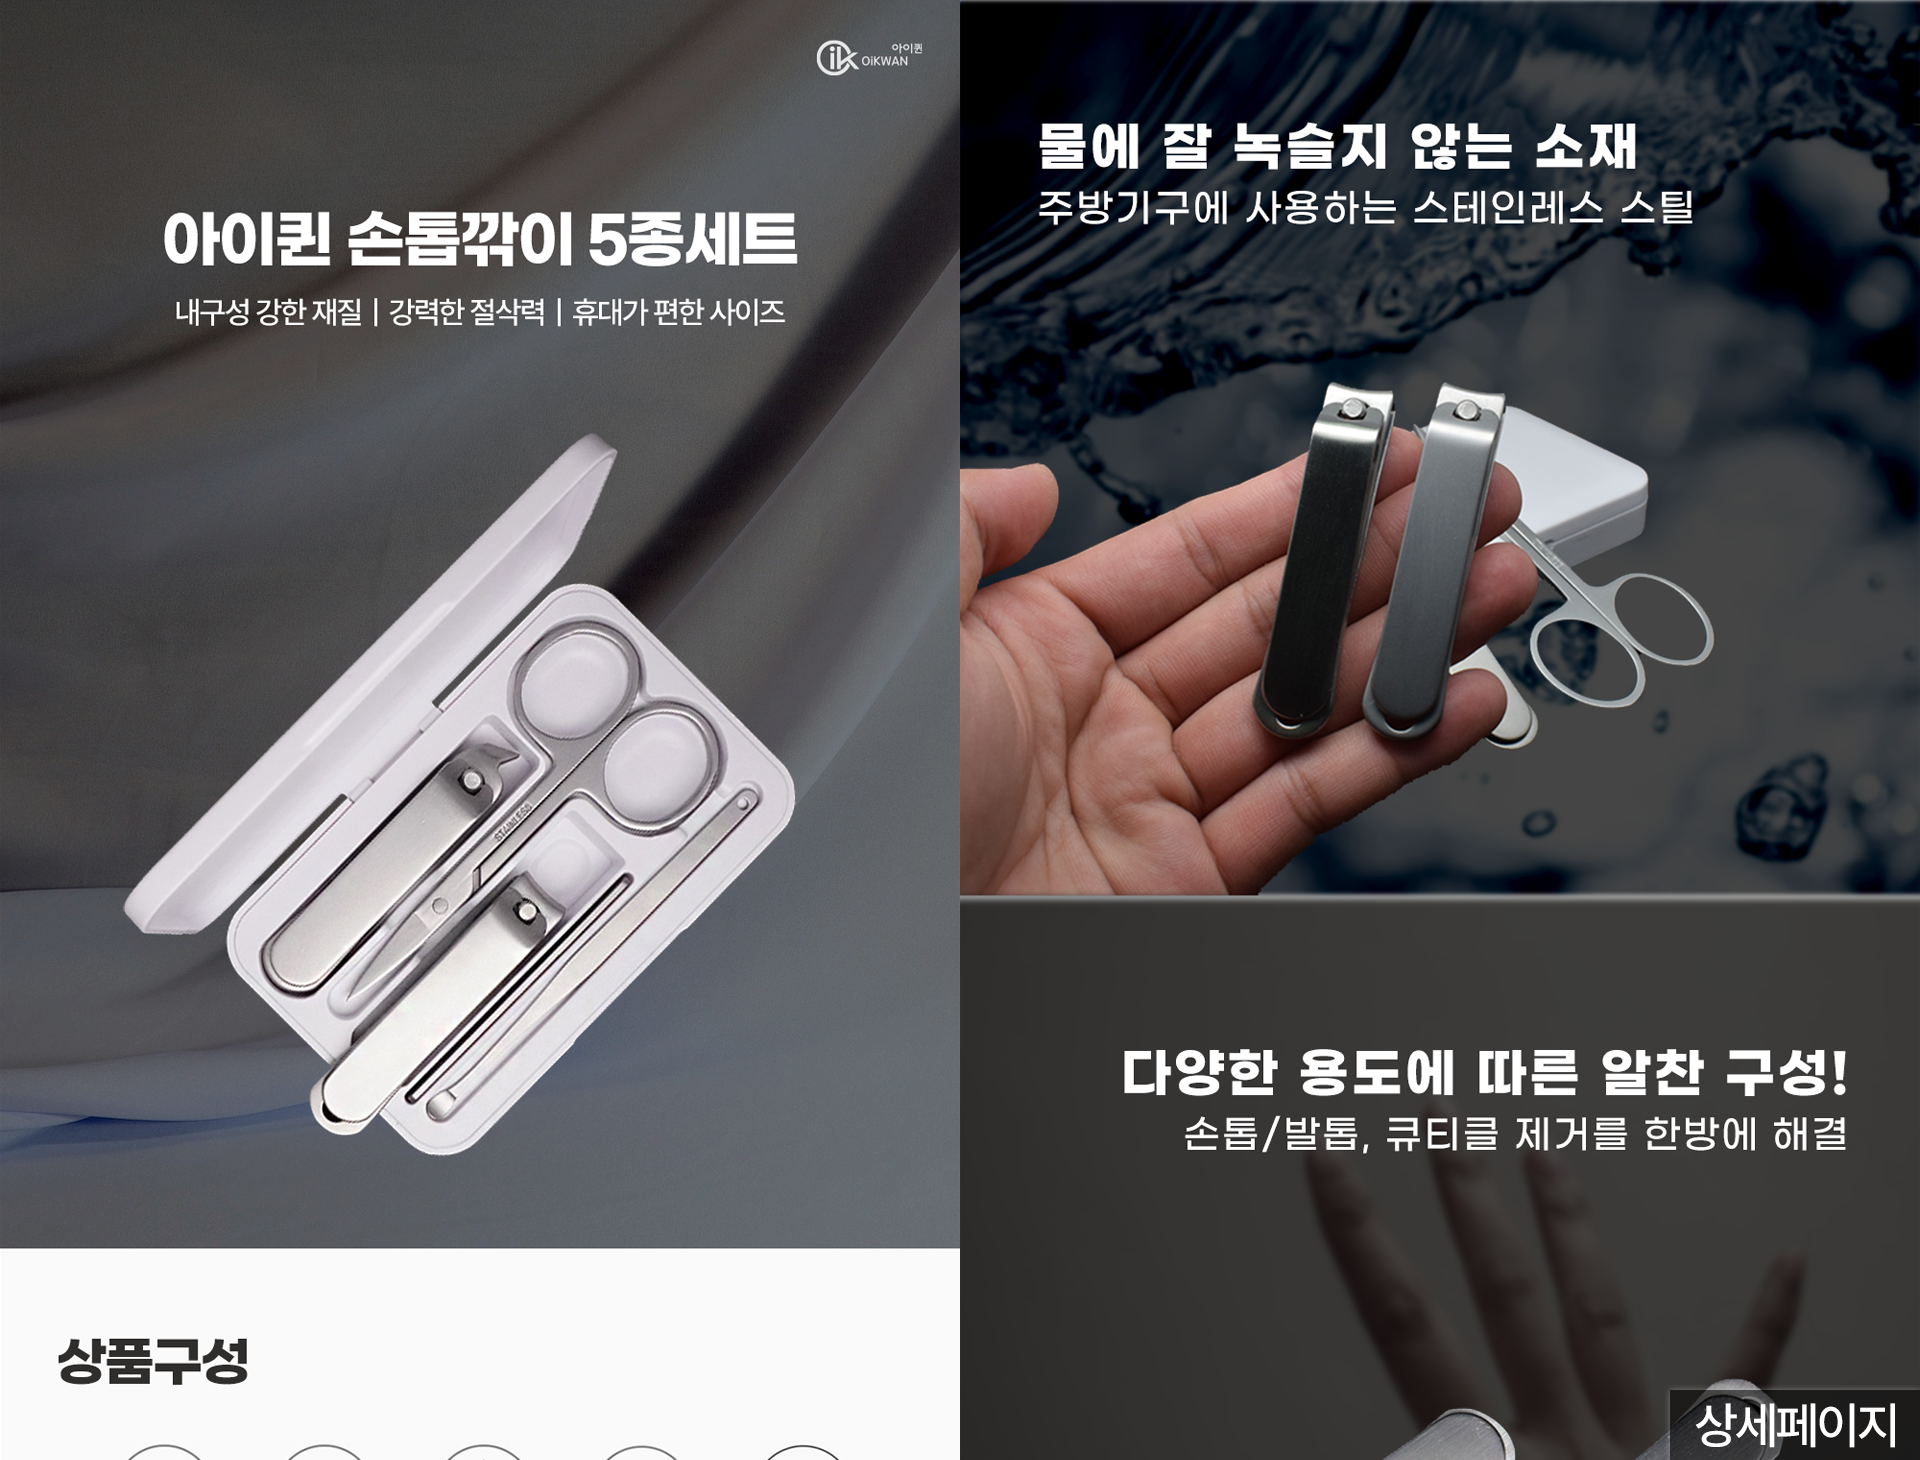 아이퀸
OiKWAN
아이퀸 손톱깎이 5종세트
내구성 강한 재질 | 강력한 절삭력 | 휴대가 편한 사이즈
STAINLESS
상품구성
물에 잘 녹슬지 않는 소재
주방기구에 사용하는 스테인레스 스틸
다양한 용도에 따른 알찬 구성!
손톱/발톱, 큐티클 제거를 한방에 해결
상세페이지